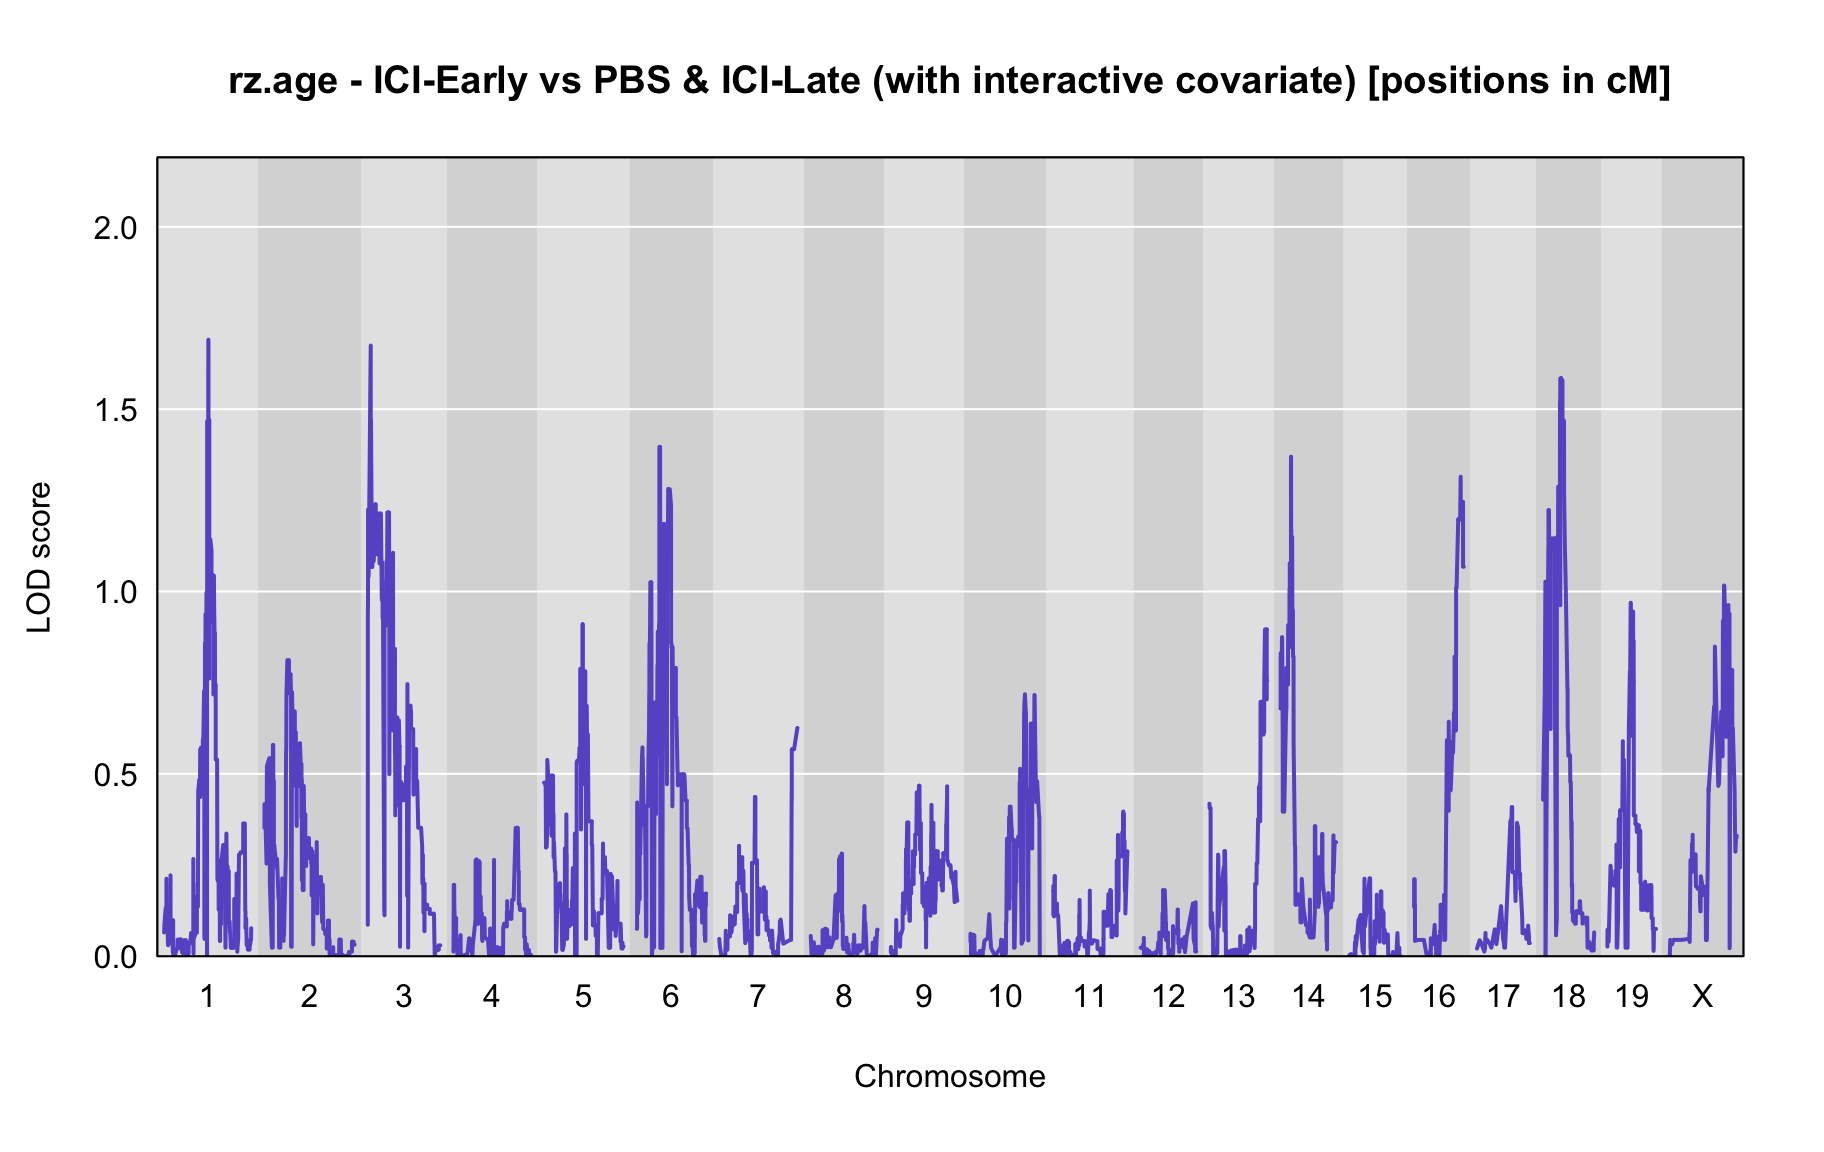 rz.age - ICI-Early vs PBS & ICI-Late (with interactive covariate) [positions in cM]
LOD score
2.0
1.5
1.0
0.5
0.0
1 2 3 4 5 6 7 8 9 10 11 12 13 14 15 16 17 18 19 X
Chromosome